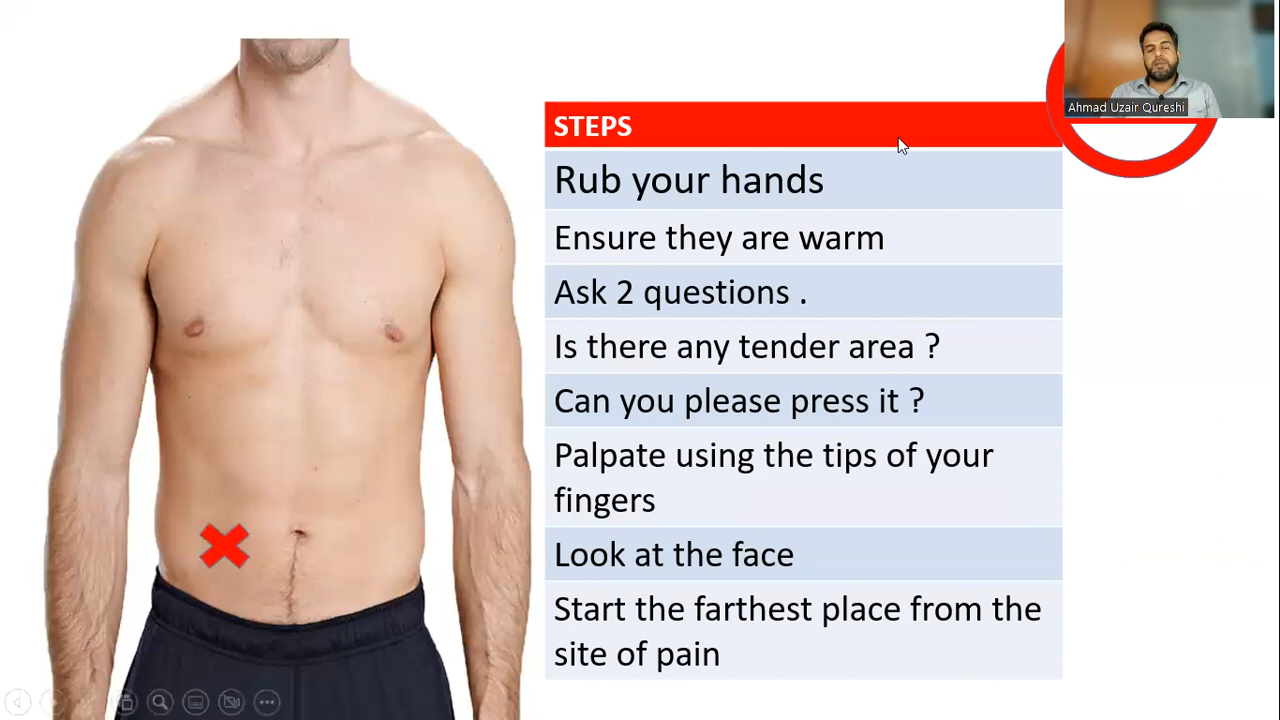 Ahmad Uzair Qureshi
STEPS
Rub your hands
Ensure they are warm
Ask 2 questions .
Is there any tender area ?
Can you please press it ?
Palpate using the tips of your
fingers
Look at the face
Start the farthest place from the
site of pain